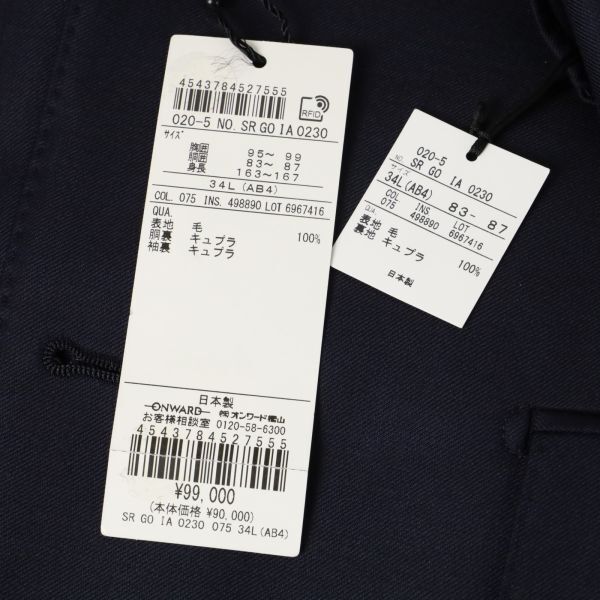 4543784527555
RFID
020-5 NO. SR GO IA 0230
サイズ
胸囲 95～ 99
胴囲 83～ 87
身長 163～167
34L (AB4)
COL. 075 INS. 498890 LOT 6967416
QUA.
表地 毛 100%
胴裏 キュプラ
袖裏 キュプラ
日本製
ONWARD ㈱オンワード樫山
お客様相談室 0120-58-6300
4543784527555
¥99,000
(本体価格 ¥90,000)
SR GO IA 0230 075 34L(AB4)
020-5
NO. SR GO IA 0230
サイズ
34L(AB4) 83- 87
COL INS LOT
075 498890 6967416
QUA.
表地 毛 100%
裏地 キュプラ
日本製